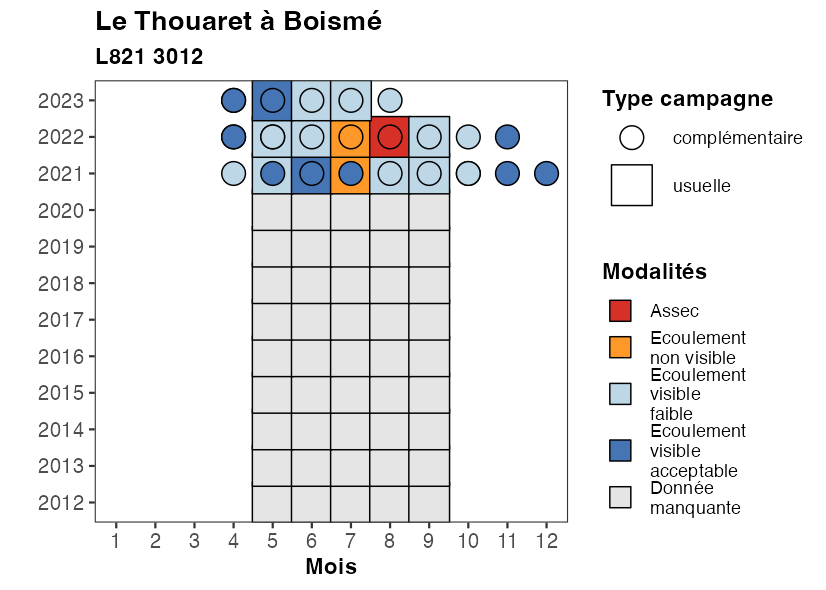 Le Thouaret à Boismé
L821 3012
2023
2022
2021
2020
2019
2018
2017
2016
2015
2014
2013
2012
1 2 3 4 5 6 7 8 9 10 11 12
Mois
Type campagne
complémentaire
usuelle
Modalités
Assec
Ecoulement
non visible
Ecoulement
visible
faible
Ecoulement
visible
acceptable
Donnée
manquante